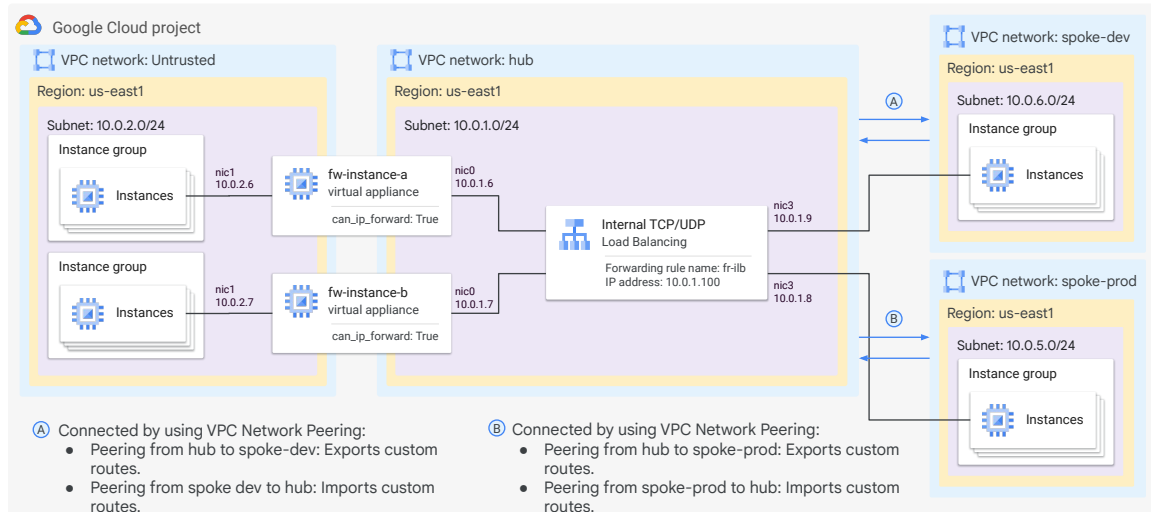 Google Cloud project
VPC network: Untrusted
Region: us-east1
Subnet: 10.0.2.0/24
Instance group
Instances
nic1
10.0.2.6
fw-instance-a
virtual appliance
can_ip_forward: True
nic0
10.0.1.6
Instance group
Instances
nic1
10.0.2.7
fw-instance-b
virtual appliance
can_ip_forward: True
nic0
10.0.1.7
VPC network: hub
Region: us-east1
Subnet: 10.0.1.0/24
Internal TCP/UDP
Load Balancing
Forwarding rule name: fr-ilb
IP address: 10.0.1.100
nic3
10.0.1.9
nic3
10.0.1.8
A
B
VPC network: spoke-dev
Region: us-east1
Subnet: 10.0.6.0/24
Instance group
Instances
VPC network: spoke-prod
Region: us-east1
Subnet: 10.0.5.0/24
Instance group
Instances
A Connected by using VPC Network Peering:
● Peering from hub to spoke-dev: Exports custom
routes.
● Peering from spoke dev to hub: Imports custom
routes.
B Connected by using VPC Network Peering:
● Peering from hub to spoke-prod: Exports custom
routes.
● Peering from spoke-prod to hub: Imports custom
routes.